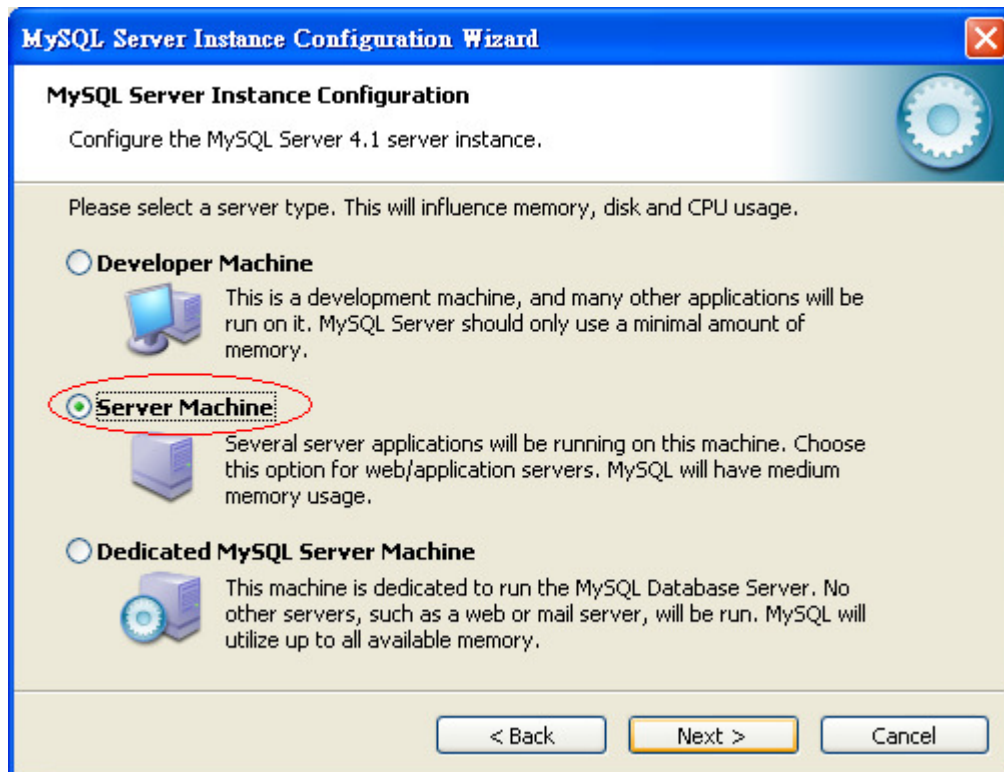 MySQL Server Instance Configuration Wizard
MySQL Server Instance Configuration
Configure the MySQL Server 4.1 server instance.
Please select a server type. This will influence memory, disk and CPU usage.
Developer Machine
This is a development machine, and many other applications will be
run on it. MySQL Server should only use a minimal amount of
memory.
Server Machine
Several server applications will be running on this machine. Choose
this option for web/application servers. MySQL will have medium
memory usage.
Dedicated MySQL Server Machine
This machine is dedicated to run the MySQL Database Server. No
other servers, such as a web or mail server, will be run. MySQL will
utilize up to all available memory.
< Back Next > Cancel